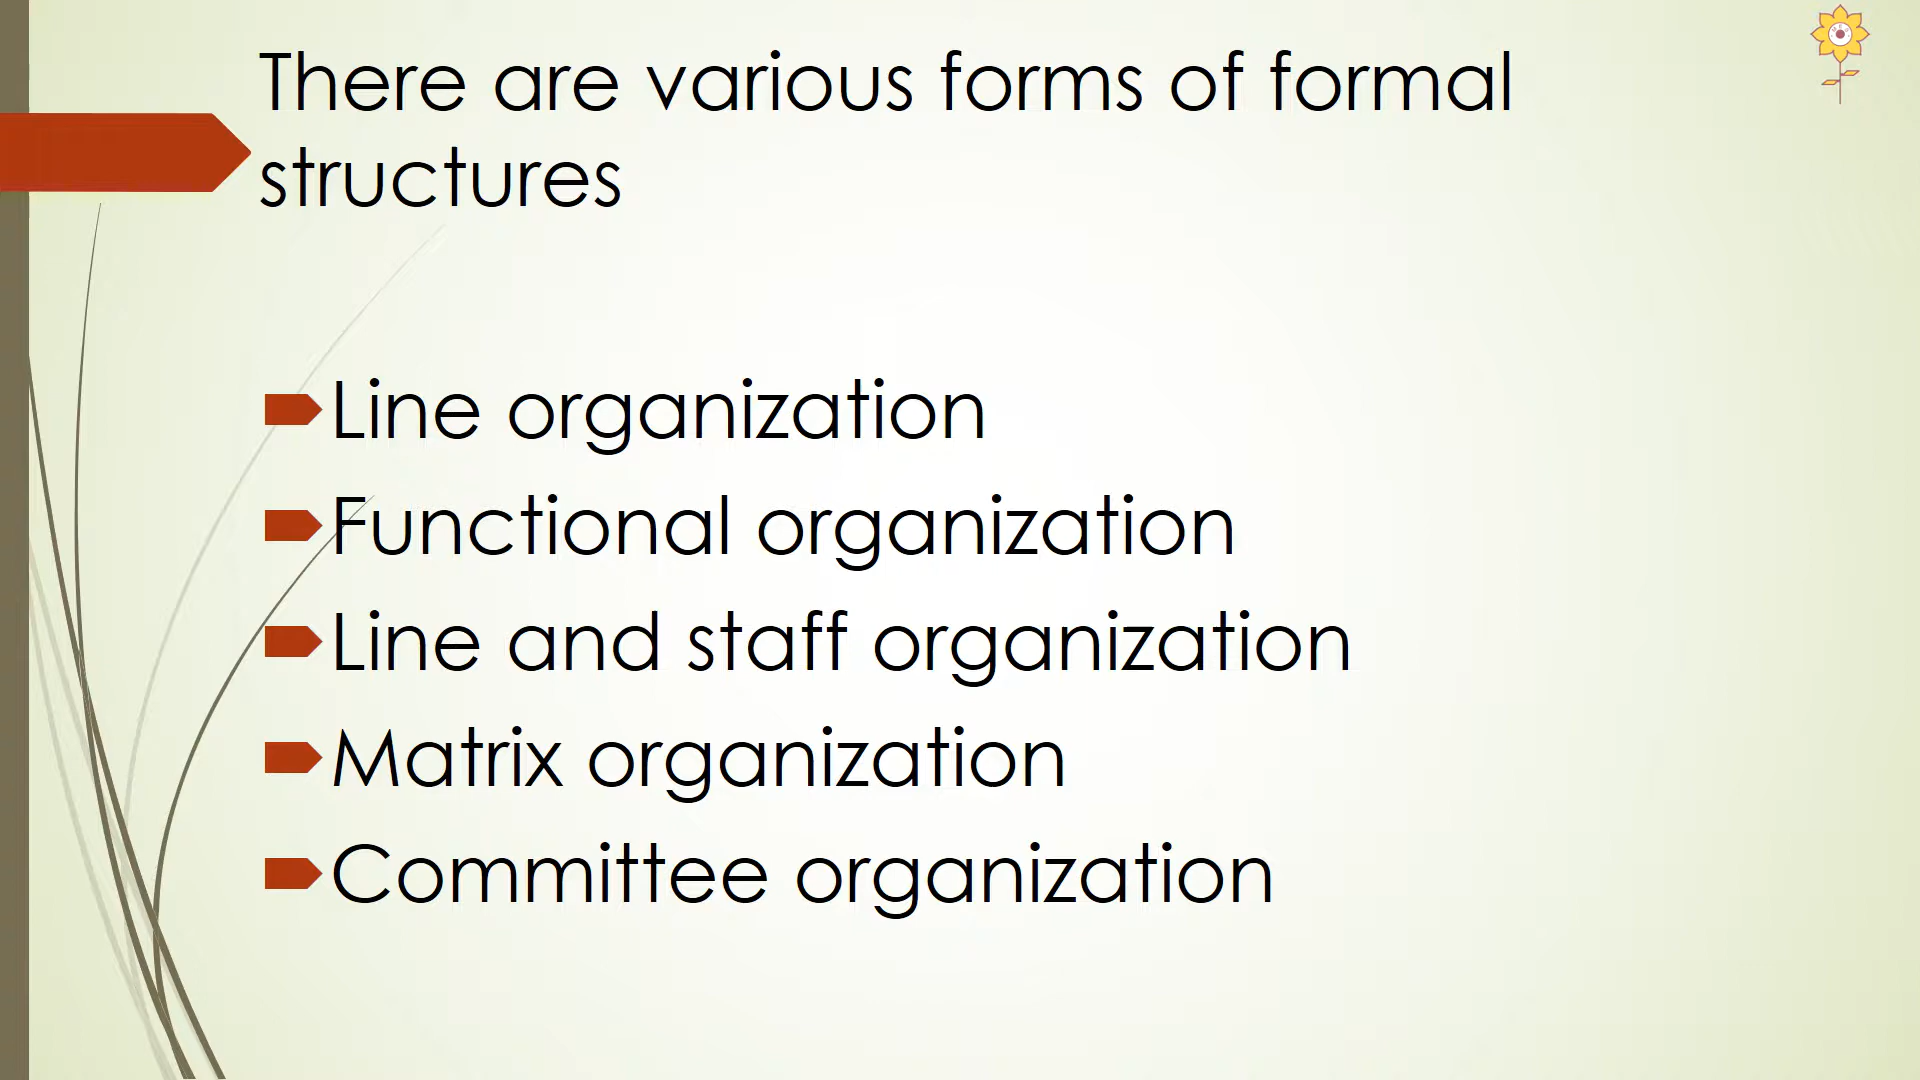 There are various forms of formal
structures
Line organization
Functional organization
Line and staff organization
Matrix organization
Committee organization